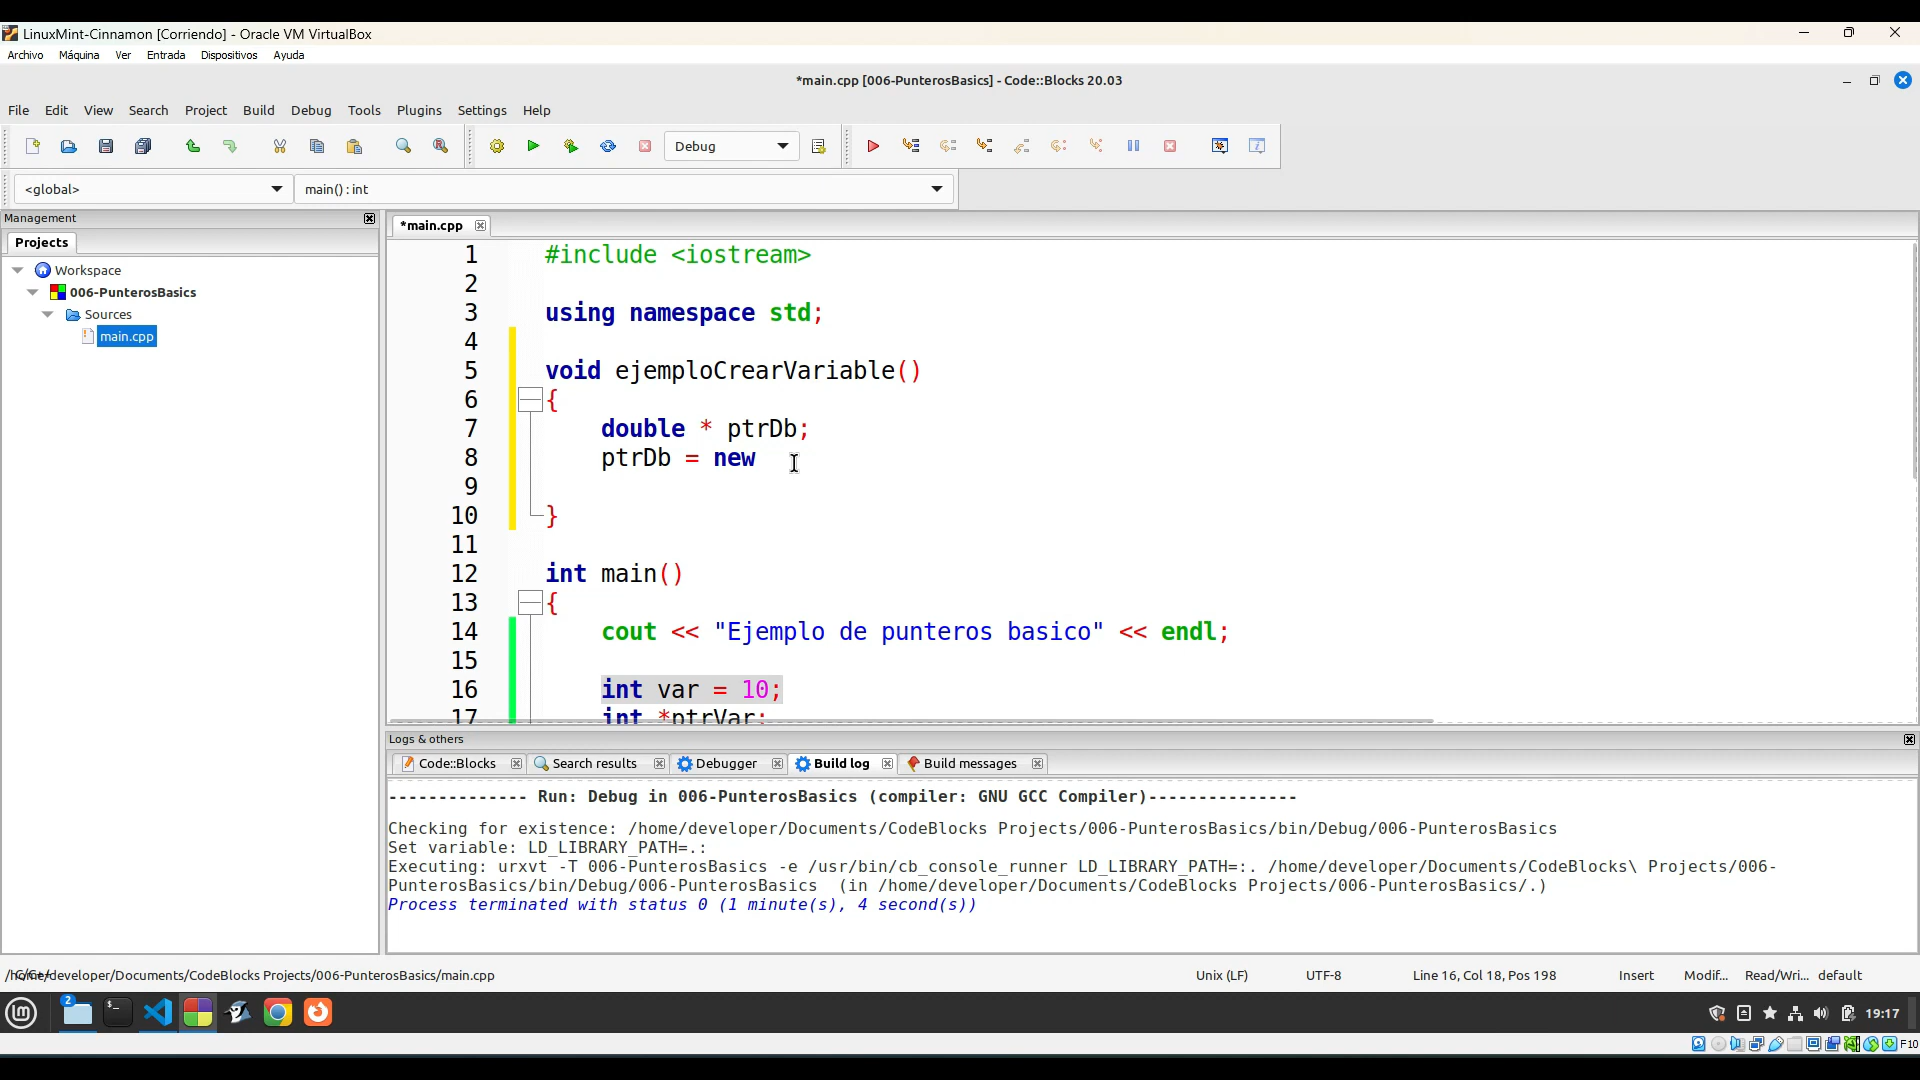 LinuxMint-Cinnamon [Corriendo] - Oracle VM VirtualBox
Archivo Máquina Ver Entrada Dispositivos Ayuda
*main.cpp [006-PunterosBasics] - Code::Blocks 20.03
File Edit View Search Project Build Debug Tools Plugins Settings Help
Debug
<global> main() : int
Management
Projects
Workspace
006-PunterosBasics
Sources
main.cpp
*main.cpp
1 #include <iostream>
2
3 using namespace std;
4
5 void ejemploCrearVariable()
6 {
7 double * ptrDb;
8 ptrDb = new
9
10 }
11
12 int main()
13 {
14 cout << "Ejemplo de punteros basico" << endl;
15
16 int var = 10;
17 int *ptrVar;
Logs & others
Code::Blocks Search results Debugger Build log Build messages
-------------- Run: Debug in 006-PunterosBasics (compiler: GNU GCC Compiler)---------------
Checking for existence: /home/developer/Documents/CodeBlocks Projects/006-PunterosBasics/bin/Debug/006-PunterosBasics
Set variable: LD_LIBRARY_PATH=.:
Executing: urxvt -T 006-PunterosBasics -e /usr/bin/cb_console_runner LD_LIBRARY_PATH=:. /home/developer/Documents/CodeBlocks\ Projects/006-
PunterosBasics/bin/Debug/006-PunterosBasics (in /home/developer/Documents/CodeBlocks Projects/006-PunterosBasics/.)
Process terminated with status 0 (1 minute(s), 4 second(s))
/home/developer/Documents/CodeBlocks Projects/006-PunterosBasics/main.cpp Unix (LF) UTF-8 Line 16, Col 18, Pos 198 Insert Modif... Read/Wri... default
2 19:17
F10